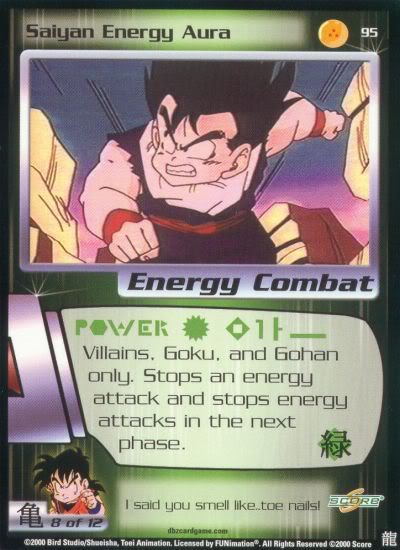 Saiyan Energy Aura 95
Energy Combat
POWER
Villains, Goku, and Gohan
only. Stops an energy
attack and stops energy
attacks in the next
phase.
緑
亀 8 of 12
I said you smell like..toe nails!
SCORE
dbzcardgame.com
©2000 Bird Studio/Shueisha, Toei Animation. Licensed by FUNimation®. All Rights Reserved ©2000 Score
龍